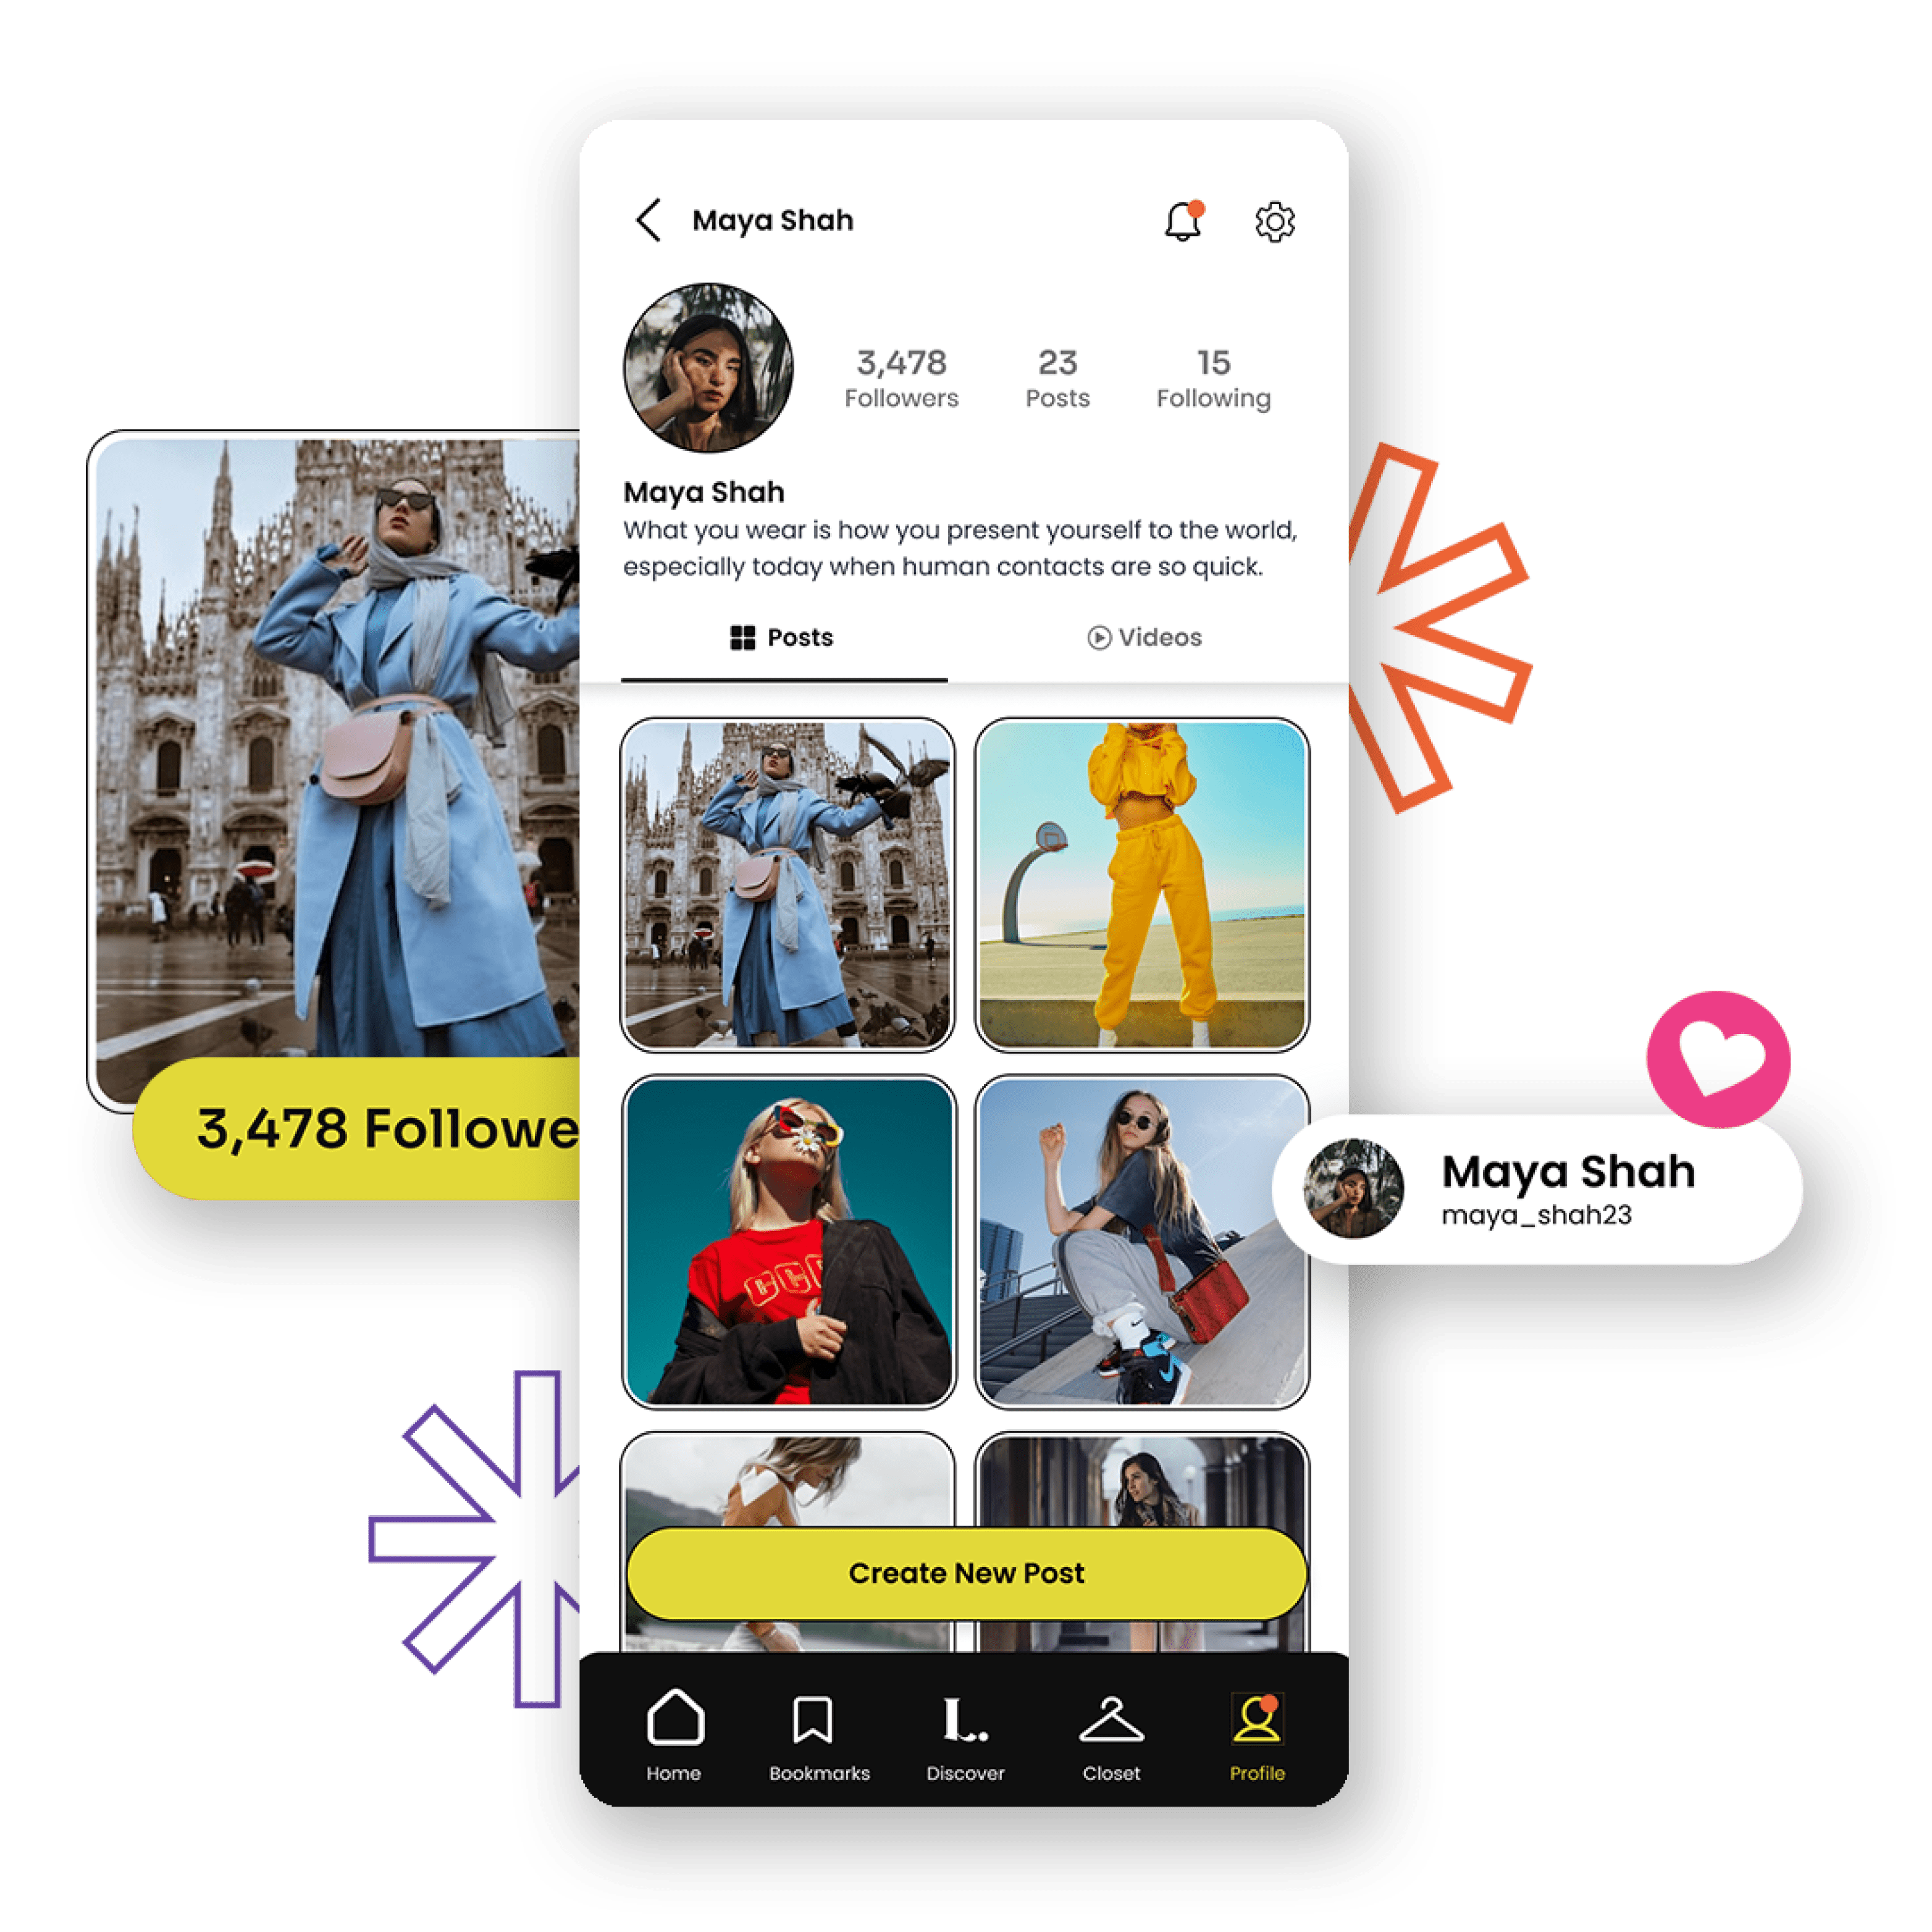 Maya Shah
3,478
Followers
23
Posts
15
Following
Maya Shah
What you wear is how you present yourself to the world,
especially today when human contacts are so quick.
Posts
Videos
3,478 Followe
Maya Shah
maya_shah23
Create New Post
L.
Home
Bookmarks
Discover
Closet
Profile